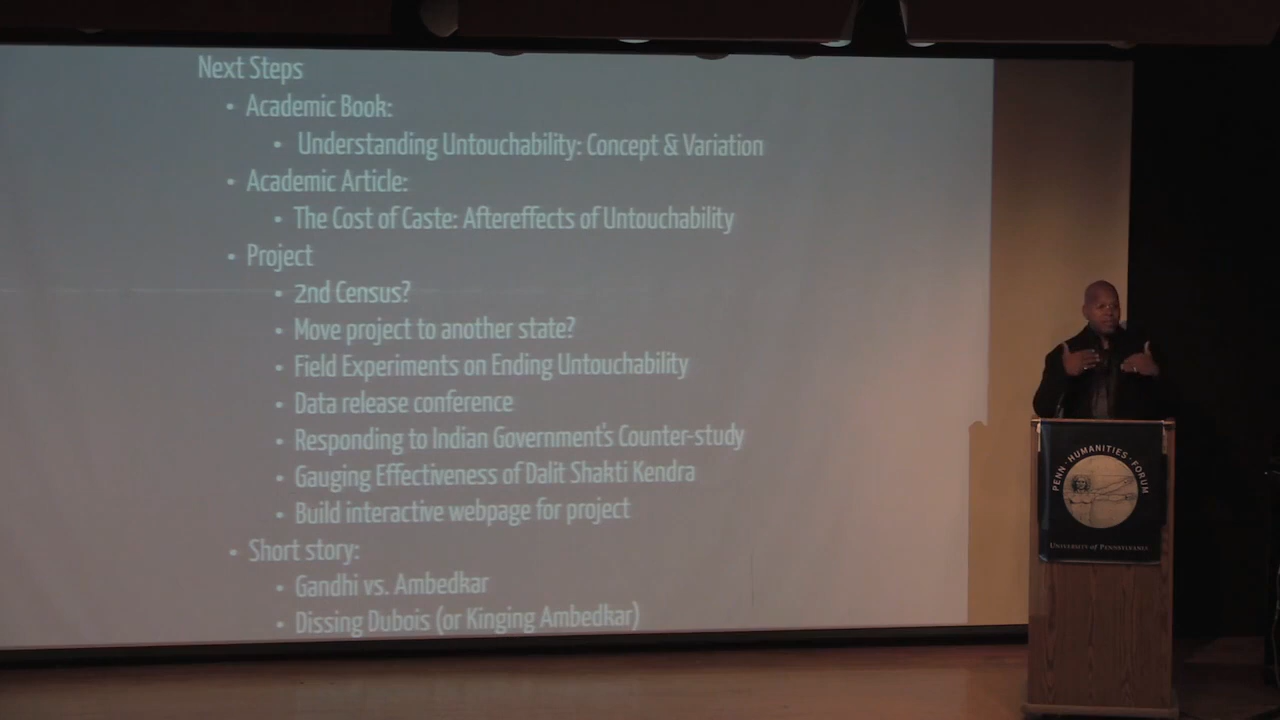 Next Steps
• Academic Book:
• Understanding Untouchability: Concept & Variation
• Academic Article:
• The Cost of Caste: Aftereffects of Untouchability
• Project
• 2nd Census?
• Move project to another state?
• Field Experiments on Ending Untouchability
• Data release conference
• Responding to Indian Government's Counter-study
• Gauging Effectiveness of Dalit Shakti Kendra
• Build interactive webpage for project
• Short story:
• Gandhi vs. Ambedkar
• Dissing Dubois (or Kinging Ambedkar)
PENN · HUMANITIES · FORUM
UNIVERSITY of PENNSYLVANIA